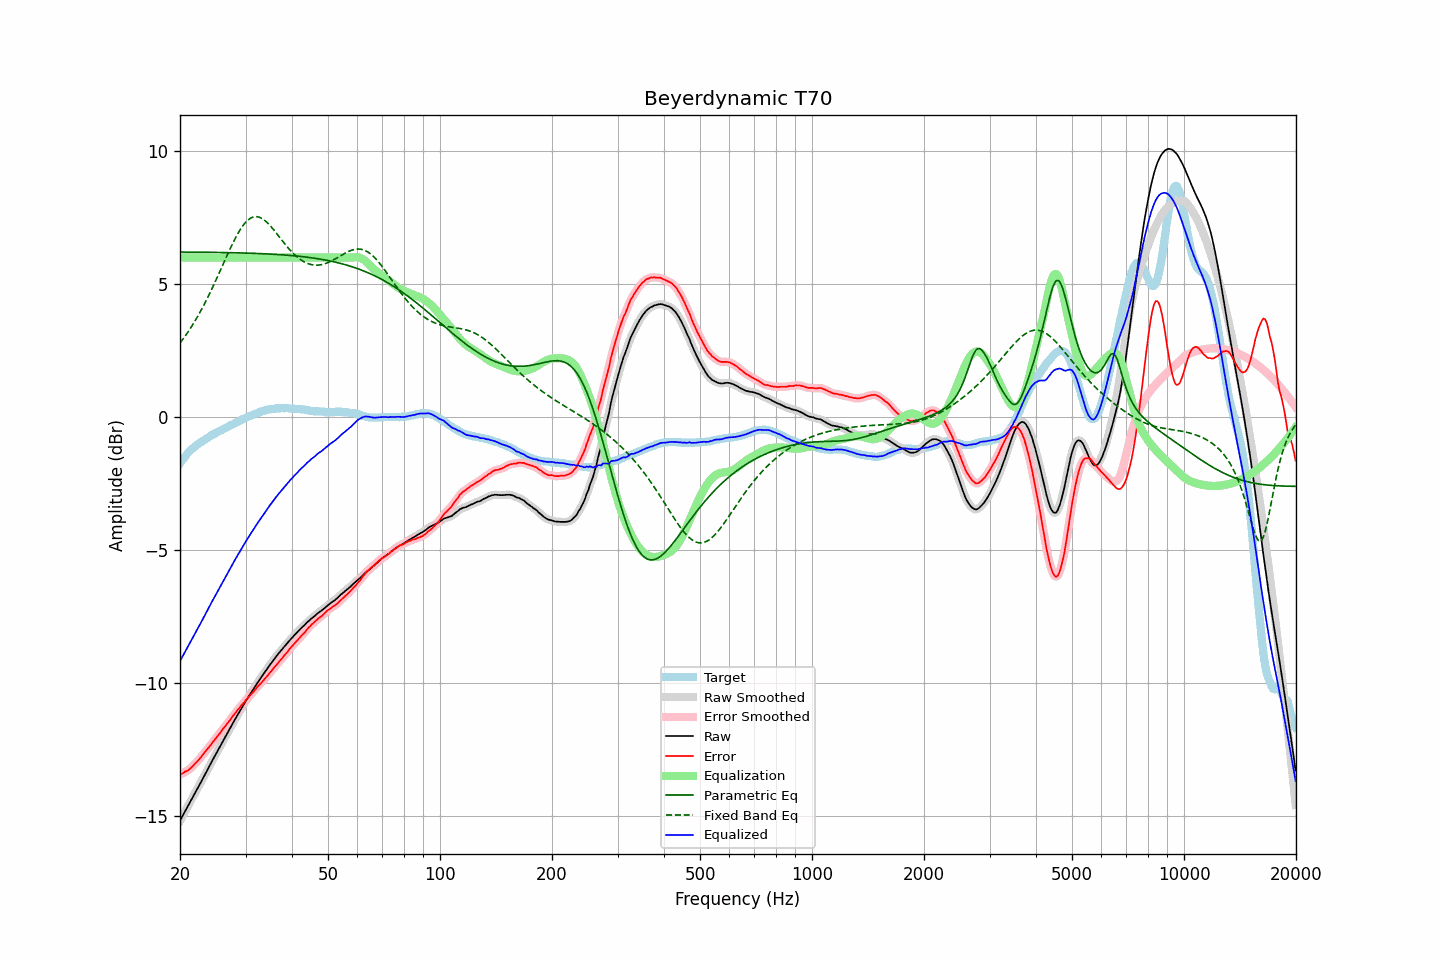 Beyerdynamic T70
Amplitude (dBr)
10
5
0
−5
−10
−15
Target
Raw Smoothed
Error Smoothed
Raw
Error
Equalization
Parametric Eq
Fixed Band Eq
Equalized
20 50 100 200 500 1000 2000 5000 10000 20000
Frequency (Hz)